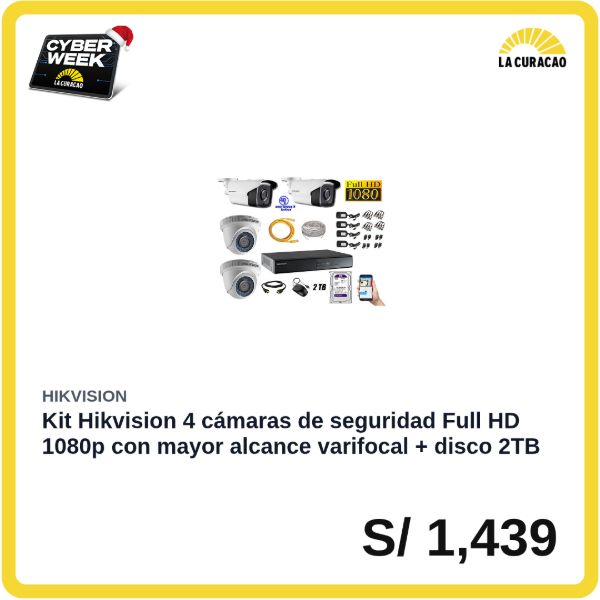 CYBER
WEEK
LA CURACAO
LA CURACAO
Full HD
1080
2 TB
HIKVISION
Kit Hikvision 4 cámaras de seguridad Full HD
1080p con mayor alcance varifocal + disco 2TB
S/ 1,439